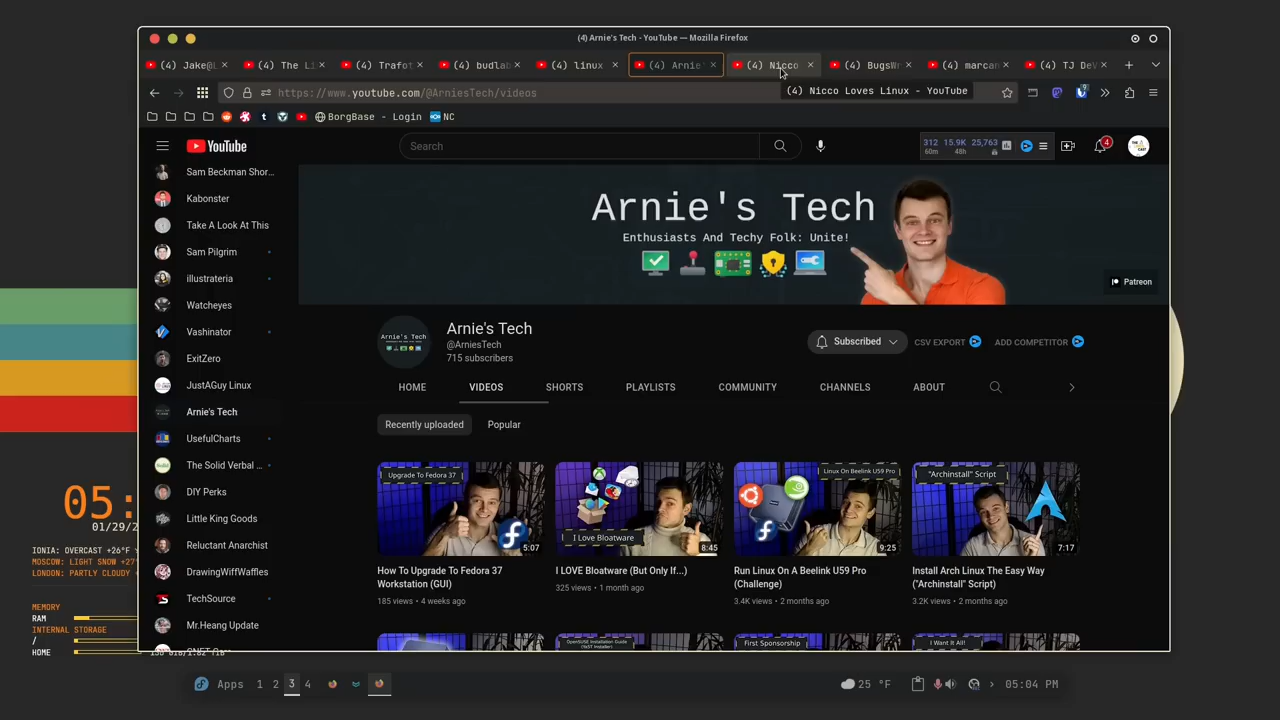 (4) Arnie's Tech - YouTube — Mozilla Firefox
(4) Jake@L
(4) The Li
(4) Trafot
(4) budlab
(4) linux
(4) Arnie'
(4) Nicco
(4) BugsWr
(4) marcan
(4) TJ DeV
https://www.youtube.com/@ArniesTech/videos
(4) Nicco Loves Linux - YouTube
BorgBase - Login
NC
YouTube
Search
312 15.9K 25,763
60m 48h
4
Sam Beckman Shor...
Kabonster
Take A Look At This
Sam Pilgrim
illustrateria
Watcheyes
Vashinator
ExitZero
JustAGuy Linux
Arnie's Tech
UsefulCharts
The Solid Verbal ...
DIY Perks
Little King Goods
Reluctant Anarchist
DrawingWiffWaffles
TechSource
Mr.Heang Update
Arnie's Tech
Enthusiasts And Techy Folk: Unite!
Patreon
Arnie's Tech
Arnie's Tech
@ArniesTech
715 subscribers
Subscribed
CSV EXPORT
ADD COMPETITOR
HOME
VIDEOS
SHORTS
PLAYLISTS
COMMUNITY
CHANNELS
ABOUT
Recently uploaded
Popular
Upgrade To Fedora 37
5:07
How To Upgrade To Fedora 37
Workstation (GUI)
185 views • 4 weeks ago
I Love Bloatware
8:45
I LOVE Bloatware (But Only If...)
325 views • 1 month ago
Linux On Beelink U59 Pro
9:25
Run Linux On A Beelink U59 Pro
(Challenge)
3.4K views • 2 months ago
"Archinstall" Script
7:17
Install Arch Linux The Easy Way
("Archinstall" Script)
3.2K views • 2 months ago
OpenSUSE Installation Guide
First Sponsorship
I Want It All!
05:
01/29/2
IONIA: OVERCAST +26°F
MOSCOW: LIGHT SNOW +27°
LONDON: PARTLY CLOUDY +
MEMORY
RAM
INTERNAL STORAGE
/
HOME
Apps 1 2 3 4
25 °F
05:04 PM